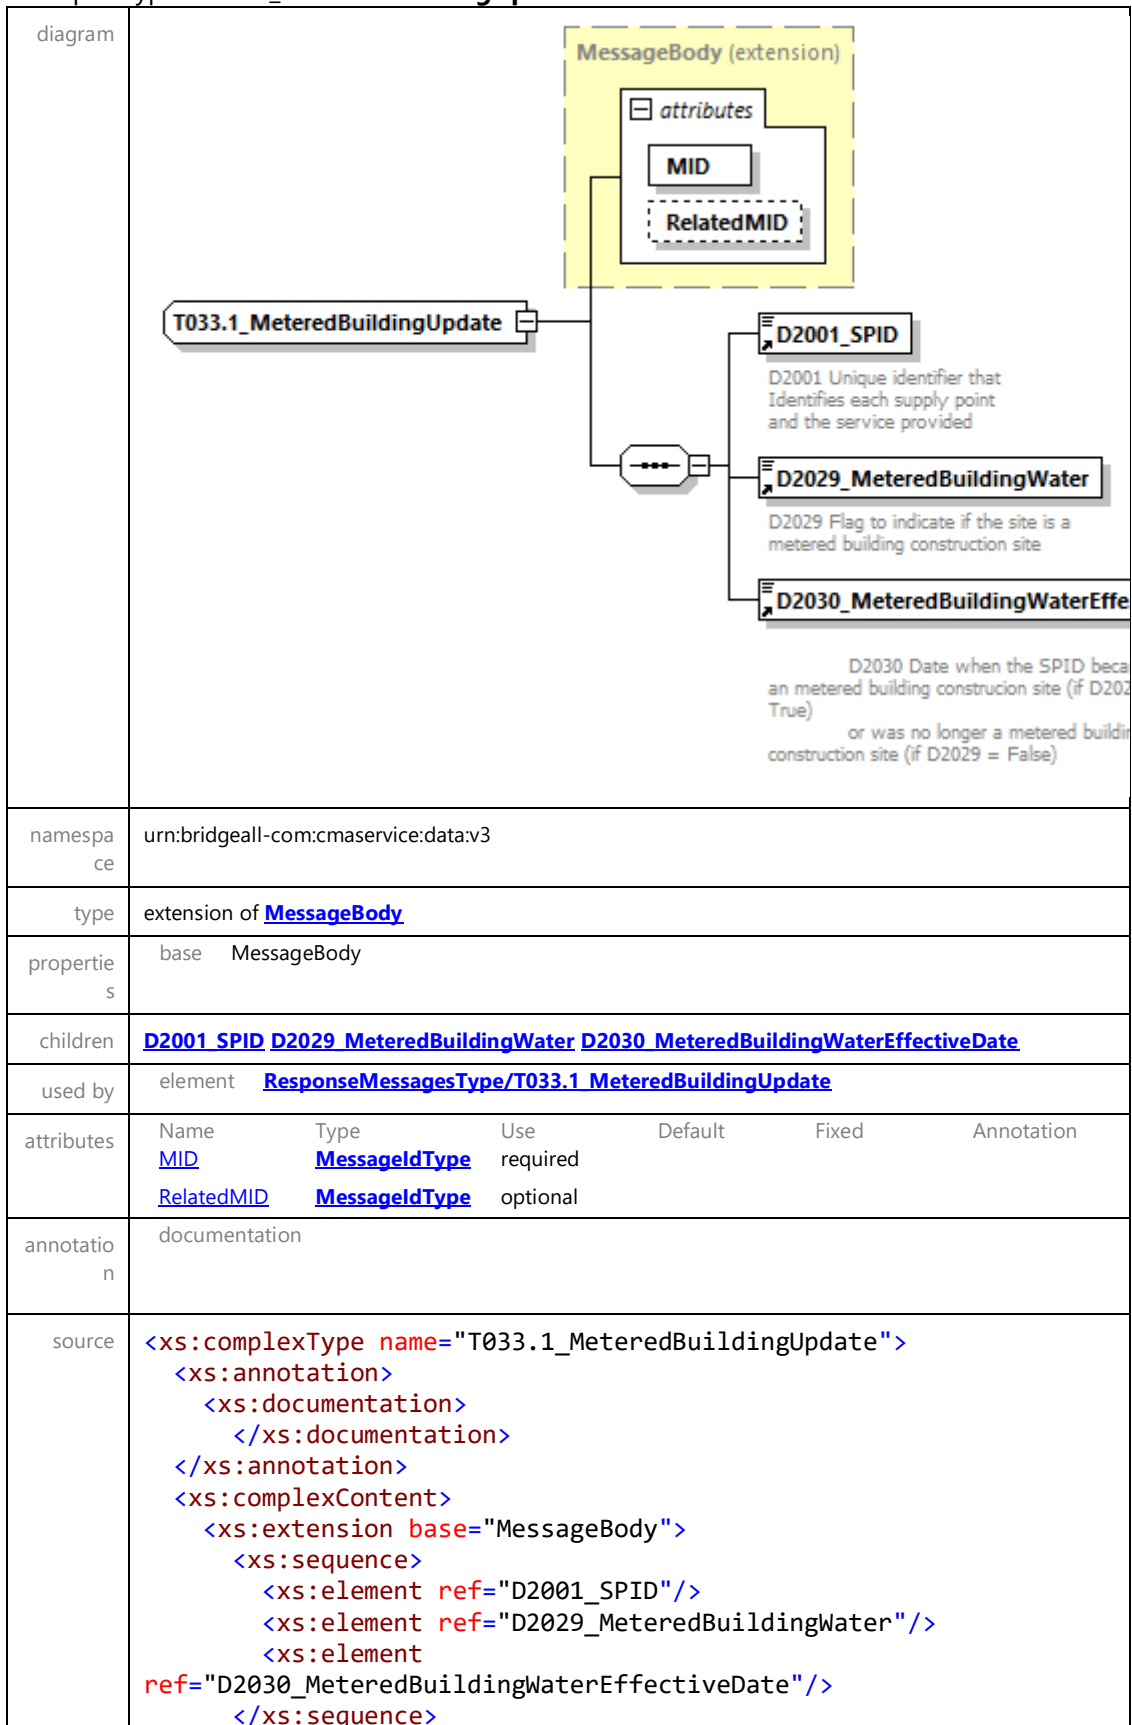 diagram
MessageBody (extension)
attributes
MID
RelatedMID
T033.1_MeteredBuildingUpdate
D2001_SPID
D2001 Unique identifier that
Identifies each supply point
and the service provided
D2029_MeteredBuildingWater
D2029 Flag to indicate if the site is a
metered building construction site
D2030_MeteredBuildingWaterEffe
D2030 Date when the SPID beca
an metered building construcion site (if D202
True)
or was no longer a metered buildin
construction site (if D2029 = False)
namespa
ce
urn:bridgeall-com:cmaservice:data:v3
type
extension of MessageBody
propertie
s
base MessageBody
children
D2001_SPID D2029_MeteredBuildingWater D2030_MeteredBuildingWaterEffectiveDate
used by
element ResponseMessagesType/T033.1_MeteredBuildingUpdate
attributes
Name Type Use Default Fixed Annotation
MID MessageIdType required
RelatedMID MessageIdType optional
annotatio
n
documentation
source
<xs:complexType name="T033.1_MeteredBuildingUpdate">
<xs:annotation>
<xs:documentation>
</xs:documentation>
</xs:annotation>
<xs:complexContent>
<xs:extension base="MessageBody">
<xs:sequence>
<xs:element ref="D2001_SPID"/>
<xs:element ref="D2029_MeteredBuildingWater"/>
<xs:element
ref="D2030_MeteredBuildingWaterEffectiveDate"/>
</xs:sequence>